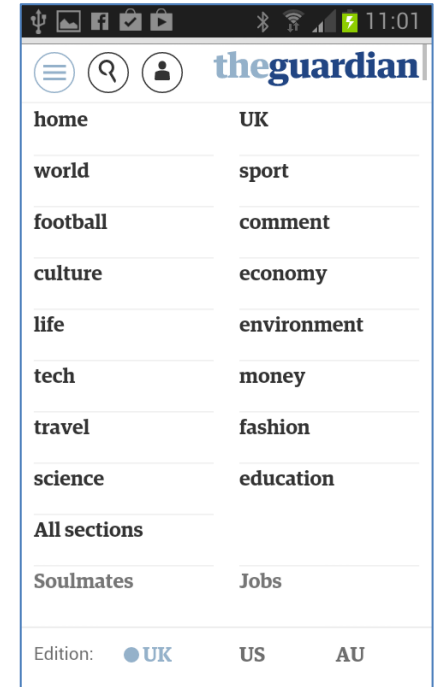 11:01
theguardian
home UK
world sport
football comment
culture economy
life environment
tech money
travel fashion
science education
All sections
Soulmates Jobs
Edition: UK US AU